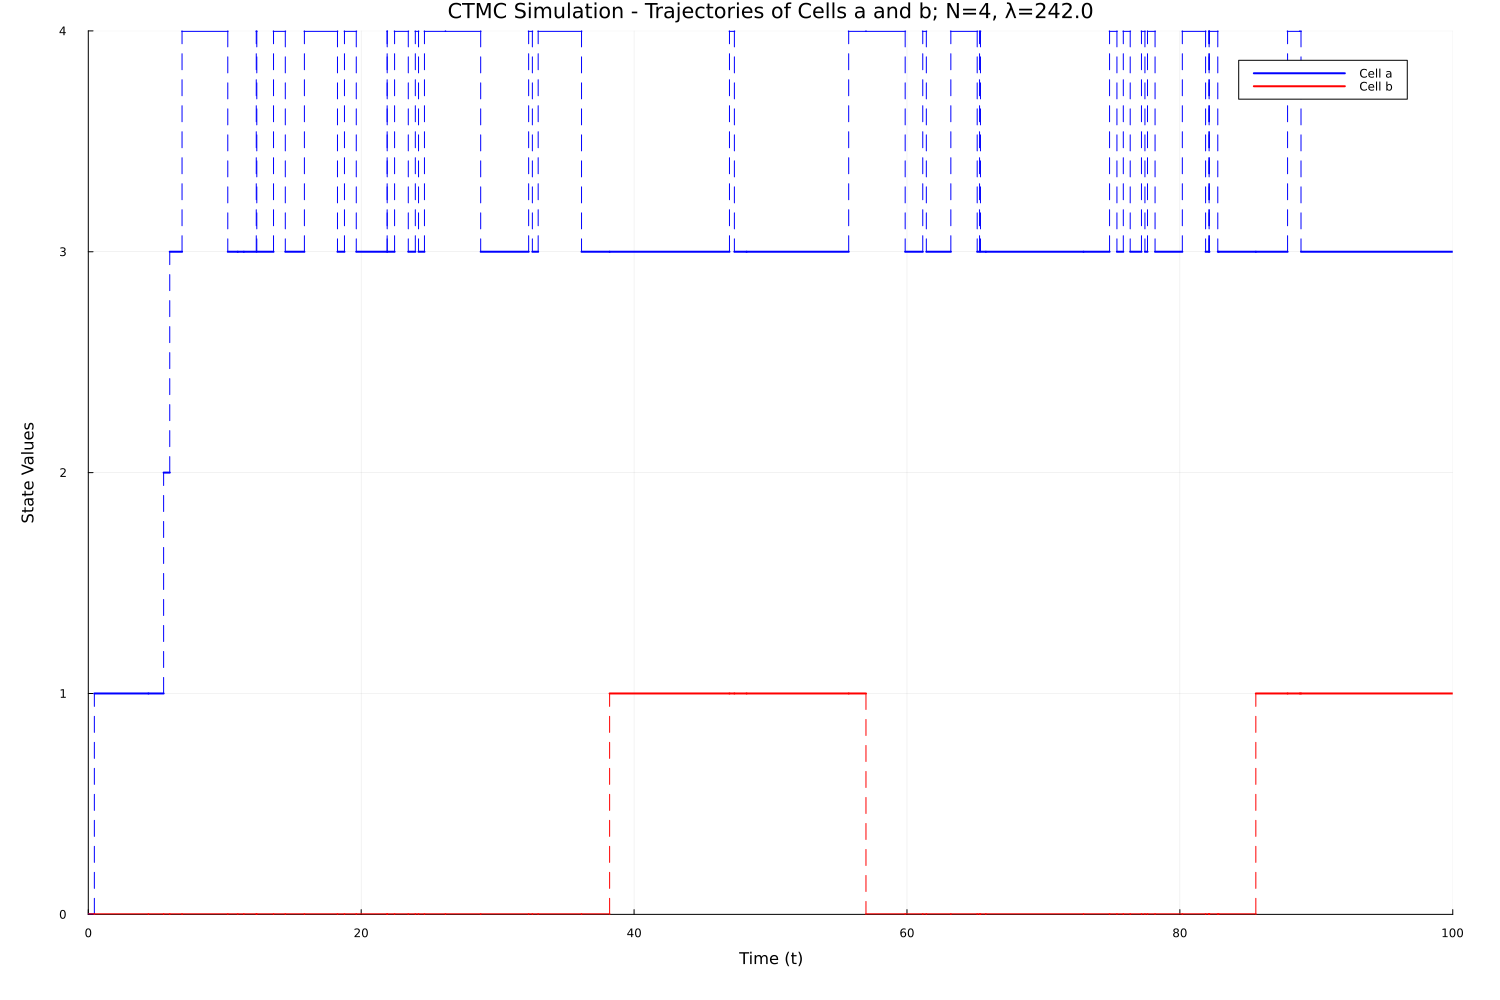 CTMC Simulation - Trajectories of Cells a and b; N=4, λ=242.0
4
Cell a
Cell b
3
State Values
2
1
0
0 20 40 60 80 100
Time (t)